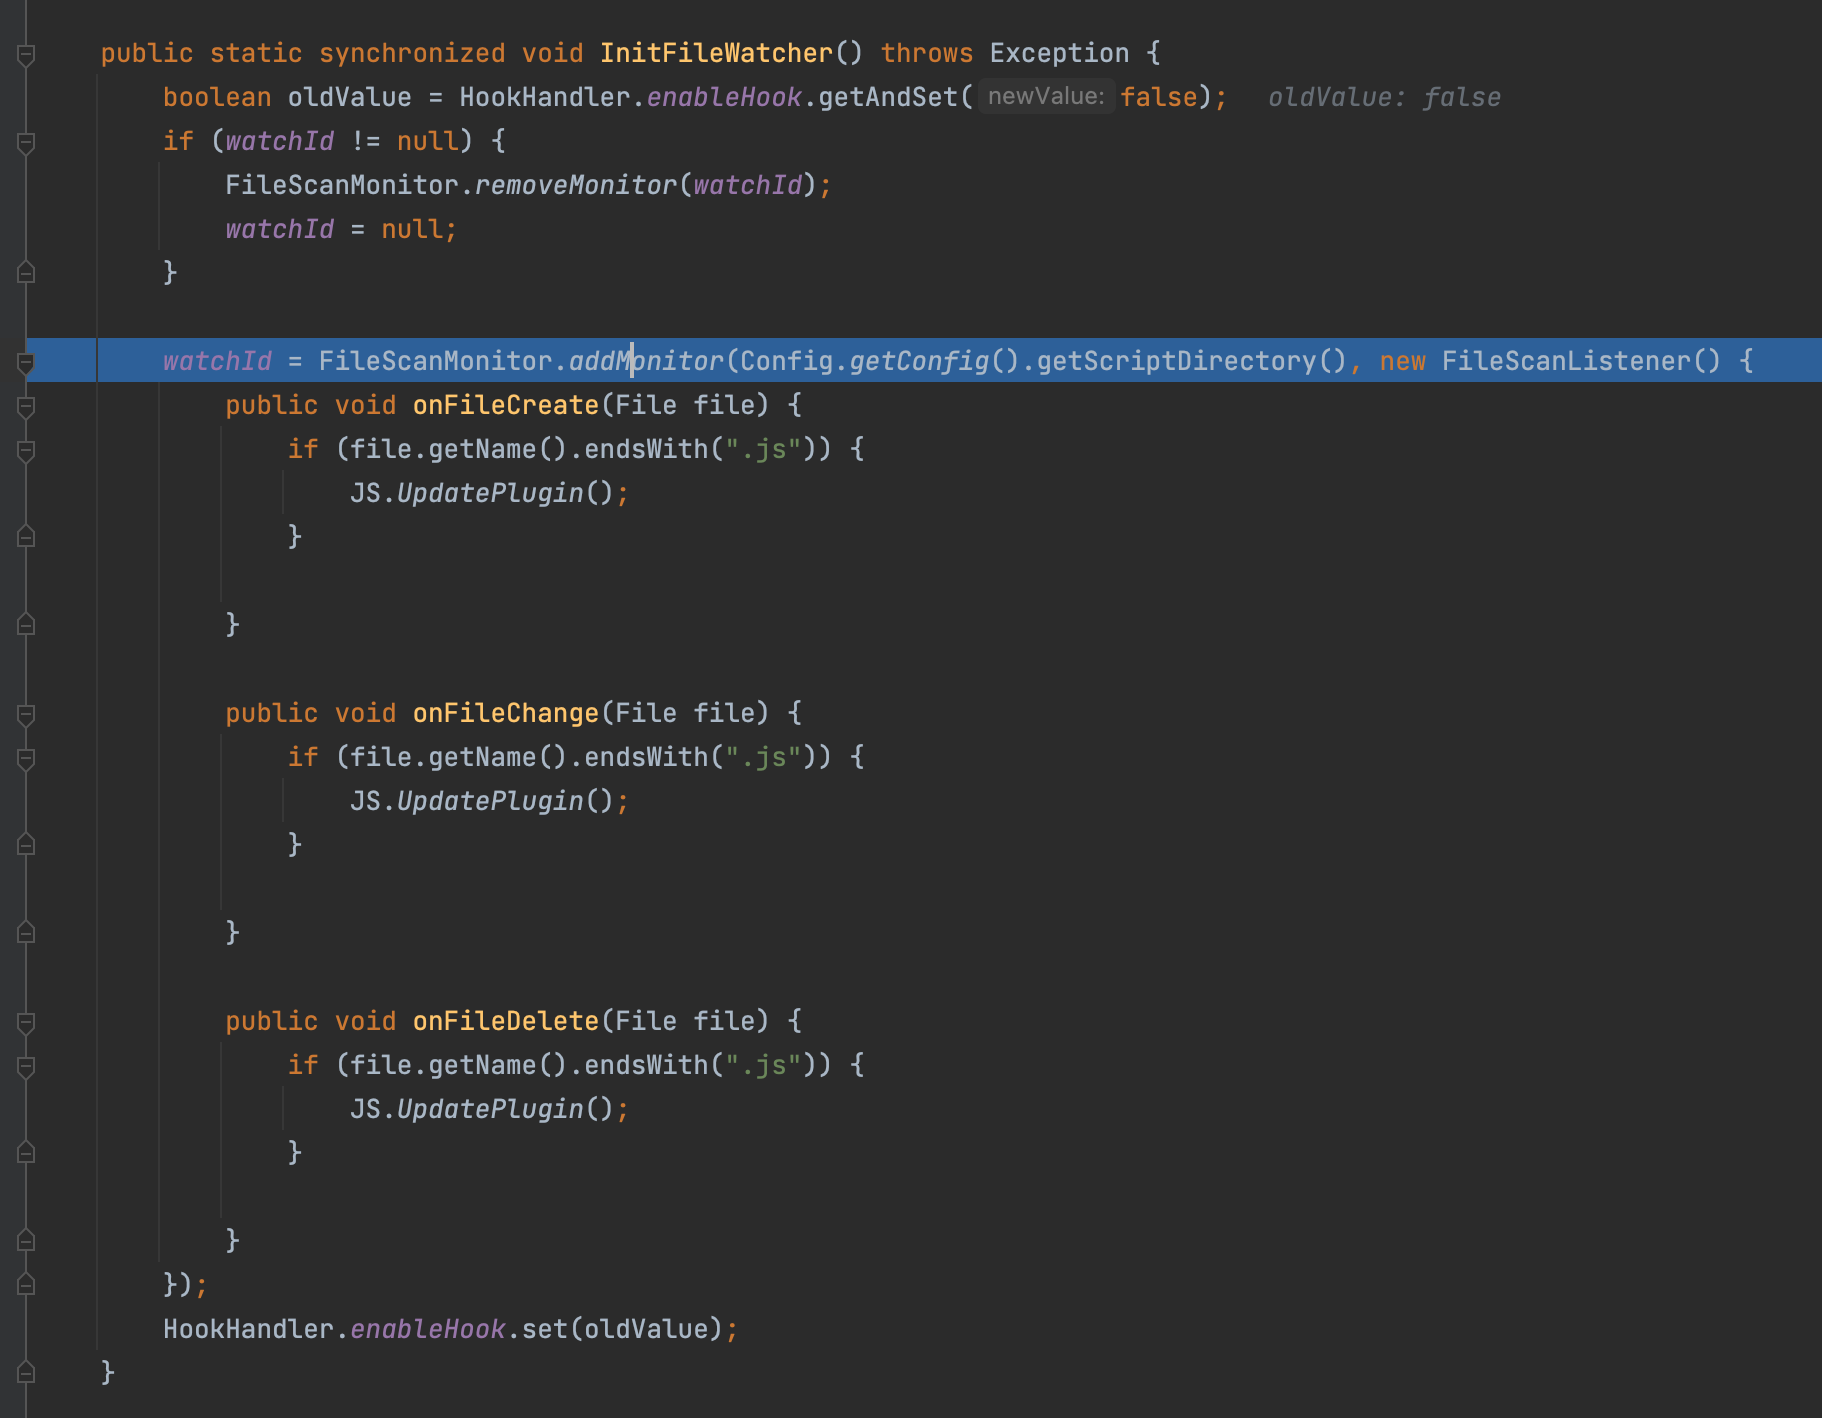 public static synchronized void InitFileWatcher() throws Exception {
boolean oldValue = HookHandler.enableHook.getAndSet( newValue: false);   oldValue: false
if (watchId != null) {
FileScanMonitor.removeMonitor(watchId);
watchId = null;
}
watchId = FileScanMonitor.addMonitor(Config.getConfig().getScriptDirectory(), new FileScanListener() {
public void onFileCreate(File file) {
if (file.getName().endsWith(".js")) {
JS.UpdatePlugin();
}
}
public void onFileChange(File file) {
if (file.getName().endsWith(".js")) {
JS.UpdatePlugin();
}
}
public void onFileDelete(File file) {
if (file.getName().endsWith(".js")) {
JS.UpdatePlugin();
}
}
});
HookHandler.enableHook.set(oldValue);
}